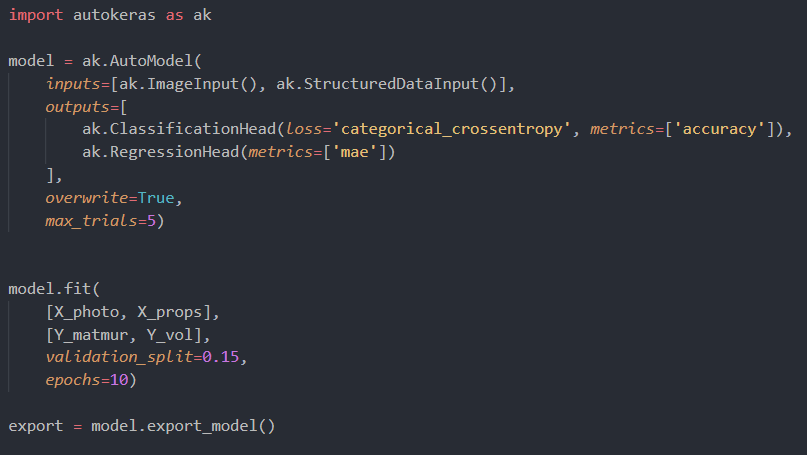 import autokeras as ak
model = ak.AutoModel(
inputs=[ak.ImageInput(), ak.StructuredDataInput()],
outputs=[
ak.ClassificationHead(loss='categorical_crossentropy', metrics=['accuracy']),
ak.RegressionHead(metrics=['mae'])
],
overwrite=True,
max_trials=5)
model.fit(
[X_photo, X_props],
[Y_matmur, Y_vol],
validation_split=0.15,
epochs=10)
export = model.export_model()